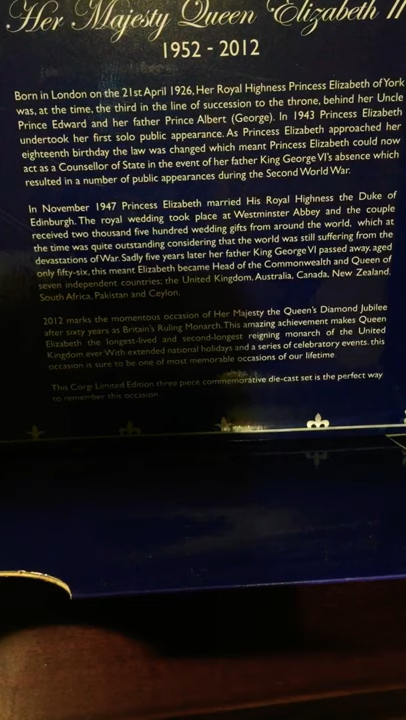 Her Majesty Queen Elizabeth II
1952 - 2012
Born in London on the 21st April 1926, Her Royal Highness Princess Elizabeth of York
was, at the time, the third in the line of succession to the throne, behind her Uncle
Prince Edward and her father Prince Albert (George). In 1943 Princess Elizabeth
undertook her first solo public appearance. As Princess Elizabeth approached her
eighteenth birthday the law was changed which meant Princess Elizabeth could now
act as a Counsellor of State in the event of her father King George VI's absence which
resulted in a number of public appearances during the Second World War.
In November 1947 Princess Elizabeth married His Royal Highness the Duke of
Edinburgh. The royal wedding took place at Westminster Abbey and the couple
received two thousand five hundred wedding gifts from around the world, which at
the time was quite outstanding considering that the world was still suffering from the
devastations of War. Sadly five years later her father King George VI passed away, aged
only fifty-six, this meant Elizabeth became Head of the Commonwealth and Queen of
seven independent countries; the United Kingdom, Australia, Canada, New Zealand,
South Africa, Pakistan and Ceylon.
2012 marks the momentous occasion of Her Majesty the Queen's Diamond Jubilee
after sixty years as Britain's Ruling Monarch. This amazing achievement makes Queen
Elizabeth the longest-lived and second-longest reigning monarch of the United
Kingdom ever. With extended national holidays and a series of celebratory events, this
occasion is sure to be one of most memorable occasions of our lifetime.
This Corgi Limited Edition three piece commemorative die-cast set is the perfect way
to remember this occasion.